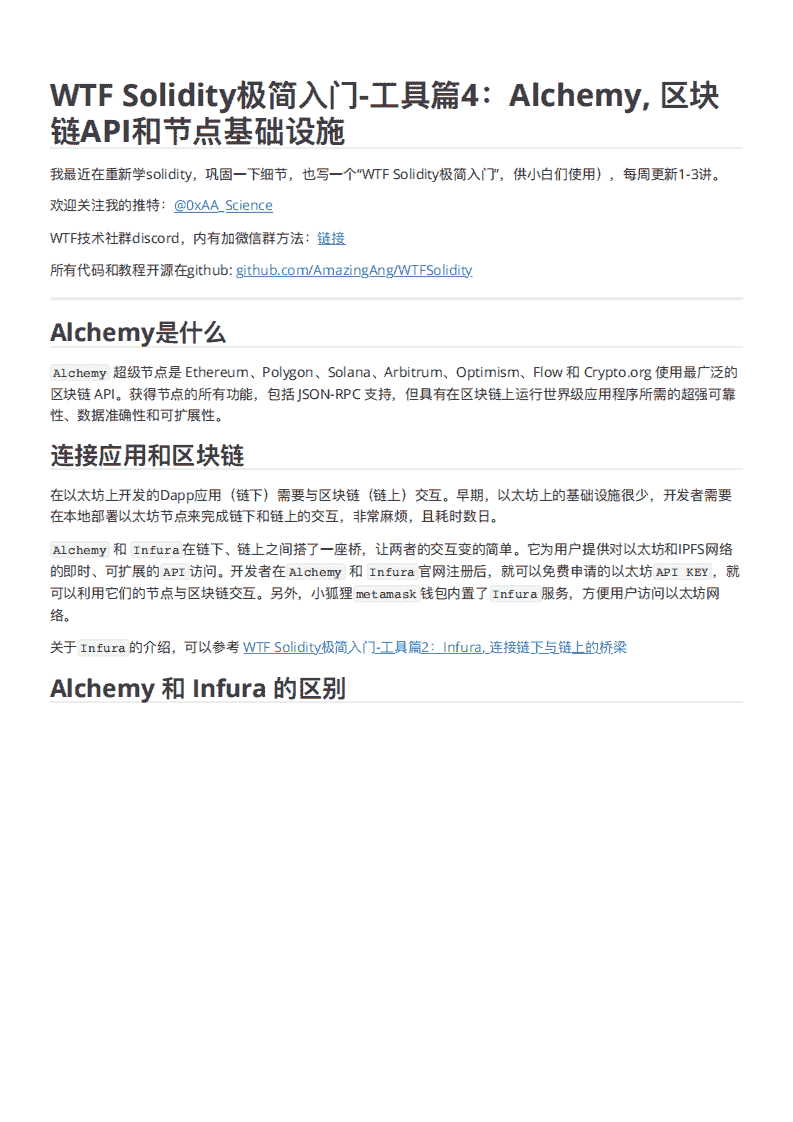 WTF Solidity极简入门-工具篇4：Alchemy, 区块
链API和节点基础设施
我最近在重新学solidity，巩固一下细节，也写一个“WTF Solidity极简入门”，供小白们使用），每周更新1-3讲。
欢迎关注我的推特：@0xAA_Science
WTF技术社群discord，内有加微信群方法：链接
所有代码和教程开源在github: github.com/AmazingAng/WTFSolidity
Alchemy是什么
Alchemy 超级节点是 Ethereum、Polygon、Solana、Arbitrum、Optimism、Flow 和 Crypto.org 使用最广泛的
区块链 API。获得节点的所有功能，包括 JSON-RPC 支持，但具有在区块链上运行世界级应用程序所需的超强可靠
性、数据准确性和可扩展性。
连接应用和区块链
在以太坊上开发的Dapp应用（链下）需要与区块链（链上）交互。早期，以太坊上的基础设施很少，开发者需要
在本地部署以太坊节点来完成链下和链上的交互，非常麻烦，且耗时数日。
Alchemy 和 Infura在链下、链上之间搭了一座桥，让两者的交互变的简单。它为用户提供对以太坊和IPFS网络
的即时、可扩展的API访问。开发者在Alchemy 和 Infura官网注册后，就可以免费申请的以太坊API KEY，就
可以利用它们的节点与区块链交互。另外，小狐狸metamask钱包内置了Infura服务，方便用户访问以太坊网
络。
关于Infura的介绍，可以参考 WTF Solidity极简入门-工具篇2：Infura, 连接链下与链上的桥梁
Alchemy 和 Infura 的区别